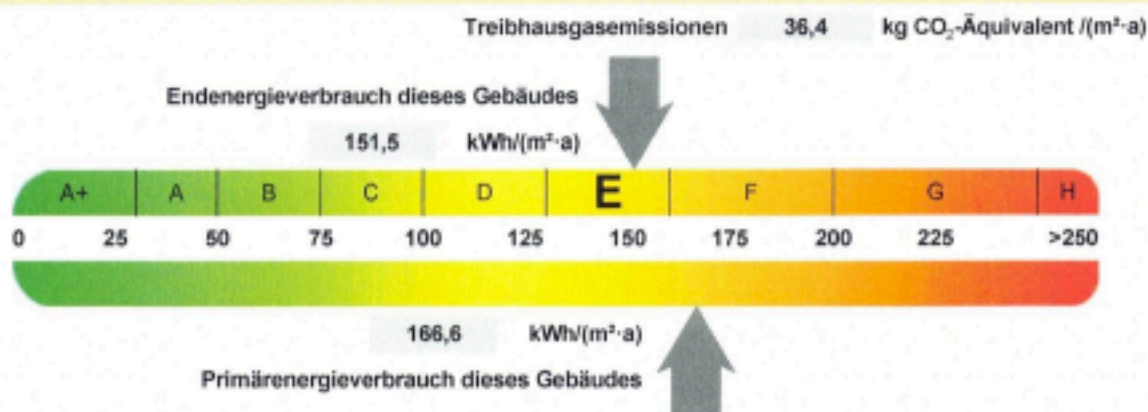 Treibhausgasemissionen 36,4 kg CO₂-Äquivalent /(m²·a)
Endenergieverbrauch dieses Gebäudes
151,5 kWh/(m²·a)
A+ A B C D E F G H
0 25 50 75 100 125 150 175 200 225 >250
166,6 kWh/(m²·a)
Primärenergieverbrauch dieses Gebäudes